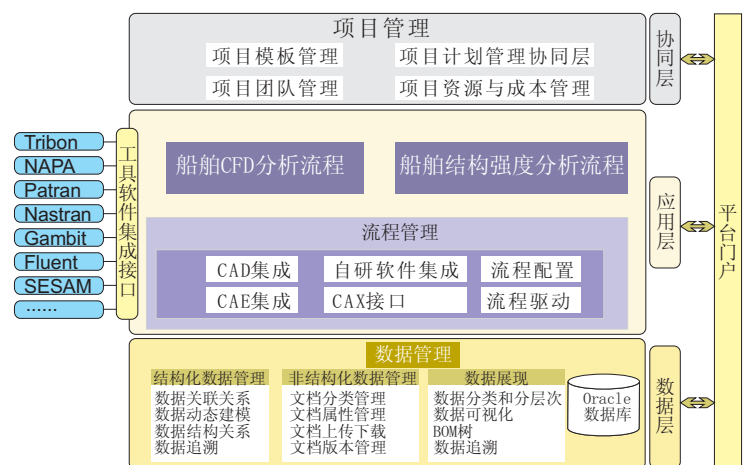 项目管理
项目模板管理
项目计划管理协同层
项目团队管理
项目资源与成本管理
协同层
Tribon
NAPA
Patran
Nastran
Gambit
Fluent
SESAM
......
工具软件集成接口
船舶CFD分析流程
船舶结构强度分析流程
流程管理
CAD集成
自研软件集成
流程配置
CAE集成
CAX接口
流程驱动
应用层
平台门户
数据管理
结构化数据管理
数据关联关系
数据动态建模
数据结构关系
数据追溯
非结构化数据管理
文档分类管理
文档属性管理
文档上传下载
文档版本管理
数据展现
数据分类和分层次
数据可视化
BOM树
数据追溯
Oracle
数据库
数据层